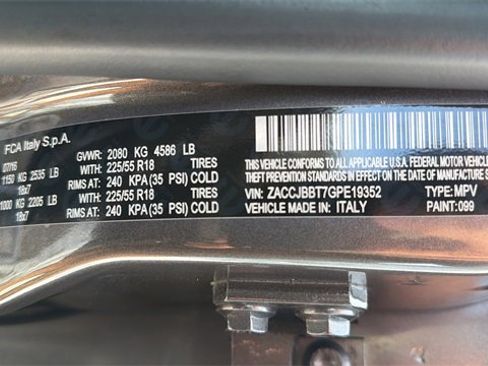 FCA Italy S.p.A.
07/16 GVWR: 2080 KG 4586 LB
1150 KG 2535 LB WITH: 225/55 R18 TIRES
18x7 RIMS AT: 240 KPA (35 PSI) COLD
1000 KG 2205 LB WITH: 225/55 R18 TIRES
18x7 RIMS AT: 240 KPA (35 PSI) COLD
THIS VEHICLE CONFORMS TO ALL APPLICABLE U.S.A. FEDERAL MOTOR VEHICLE
THEFT PREVENTION STANDARDS IN EFFECT ON THE DATE OF MANUFACTURE S
VIN: ZACCJBBT7GPE19352 TYPE: MPV
VEHICLE MADE IN: ITALY PAINT: 099